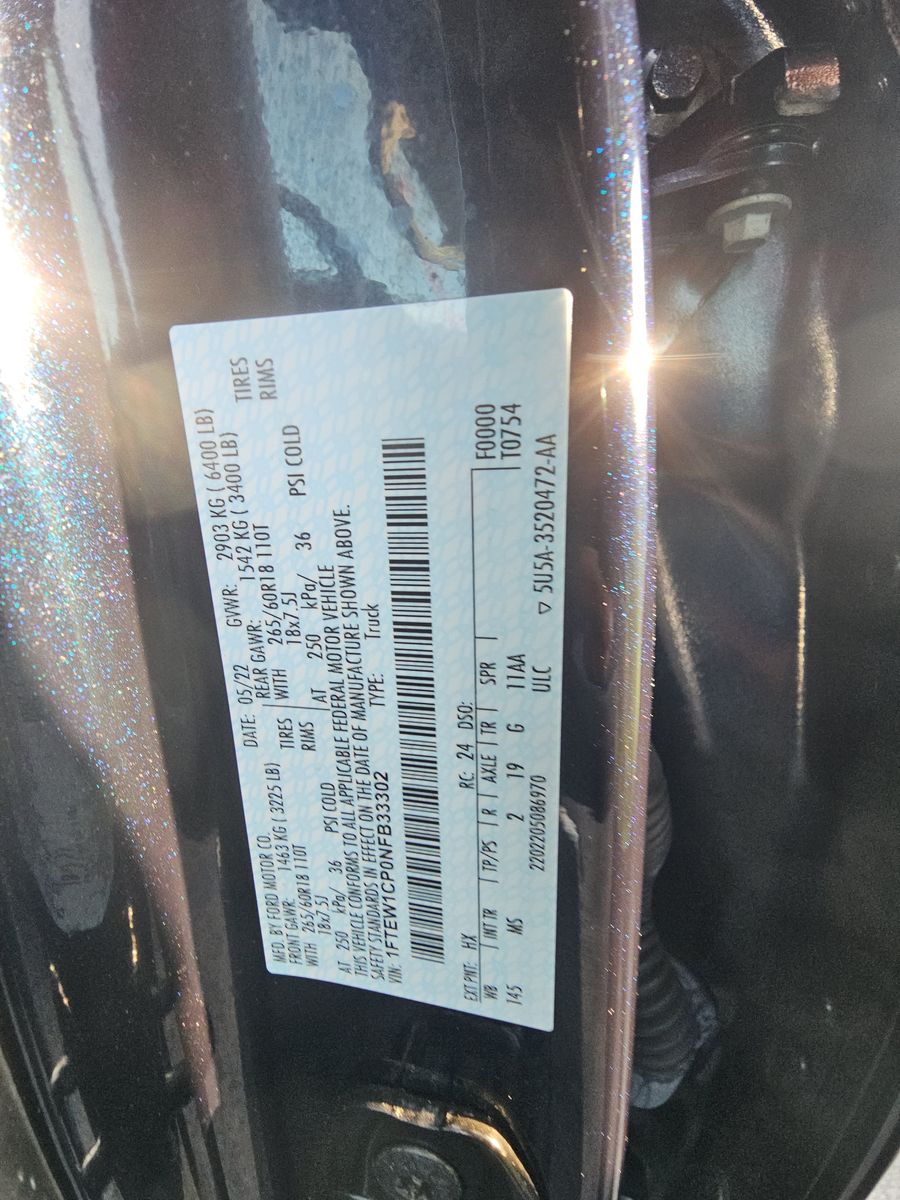 MFD. BY FORD MOTOR CO.
DATE: 05/22 GVWR: 2903 KG ( 6400 LB)
FRONT GAWR: 1463 KG ( 3225 LB) REAR GAWR: 1542 KG ( 3400 LB)
WITH 265/60R18 110T TIRES WITH 265/60R18 110T TIRES
18x7.5J RIMS 18x7.5J RIMS
AT 250 kPa/ 36 PSI COLD AT 250 kPa/ 36 PSI COLD
THIS VEHICLE CONFORMS TO ALL APPLICABLE FEDERAL MOTOR VEHICLE
SAFETY STANDARDS IN EFFECT ON THE DATE OF MANUFACTURE SHOWN ABOVE.
VIN: 1FTEW1CP0NFB33302 TYPE: Truck
EXT PNT: HX RC: 24 DSO: F0000
WB | INT TR | TP/PS | R | AXLE | TR | SPR | T0754
145 MS 2 19 G 11AA
ULC ▽ 5U5A-3520472-AA
22022050869​70